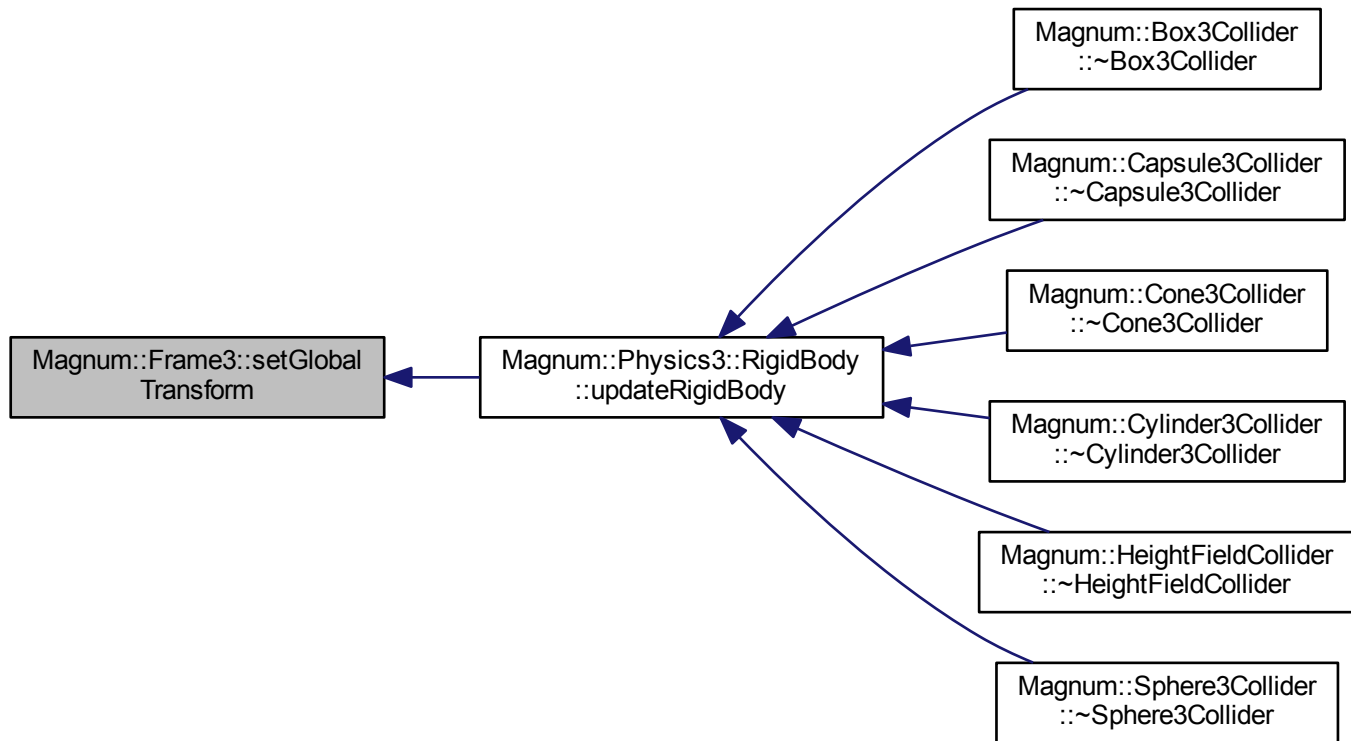 Magnum::Box3Collider
::~Box3Collider
Magnum::Capsule3Collider
::~Capsule3Collider
Magnum::Cone3Collider
::~Cone3Collider
Magnum::Frame3::setGlobal
Transform
Magnum::Physics3::RigidBody
::updateRigidBody
Magnum::Cylinder3Collider
::~Cylinder3Collider
Magnum::HeightFieldCollider
::~HeightFieldCollider
Magnum::Sphere3Collider
::~Sphere3Collider